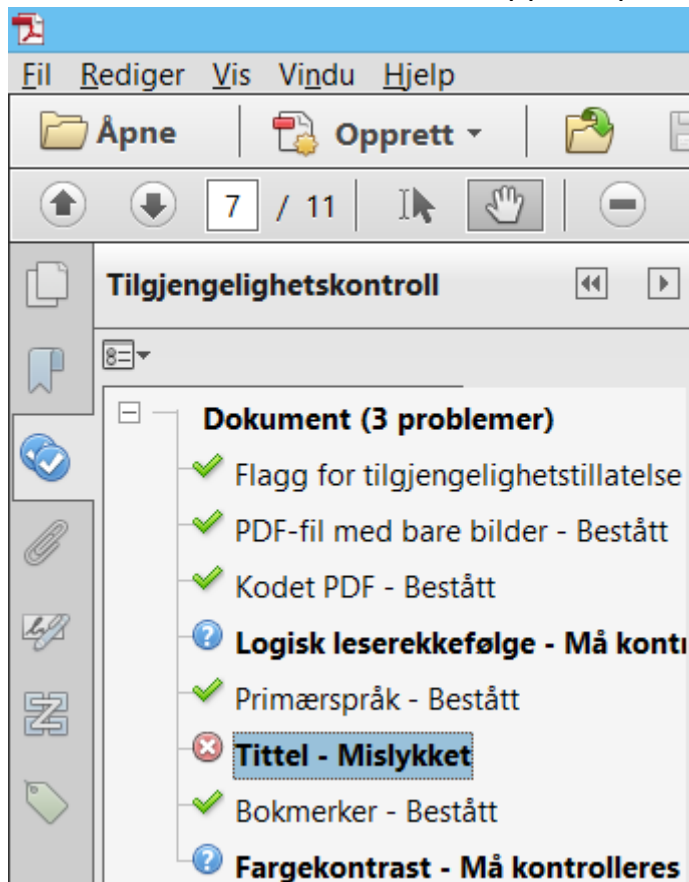 Fil Rediger Vis Vindu Hjelp
Åpne Opprett
7 / 11
Tilgjengelighetskontroll
Dokument (3 problemer)
Flagg for tilgjengelighetstillatelse
PDF-fil med bare bilder - Bestått
Kodet PDF - Bestått
Logisk leserekkefølge - Må
Primærspråk - Bestått
Tittel - Mislykket
Bokmerker - Bestått
Fargekontrast - Må kontrolleres